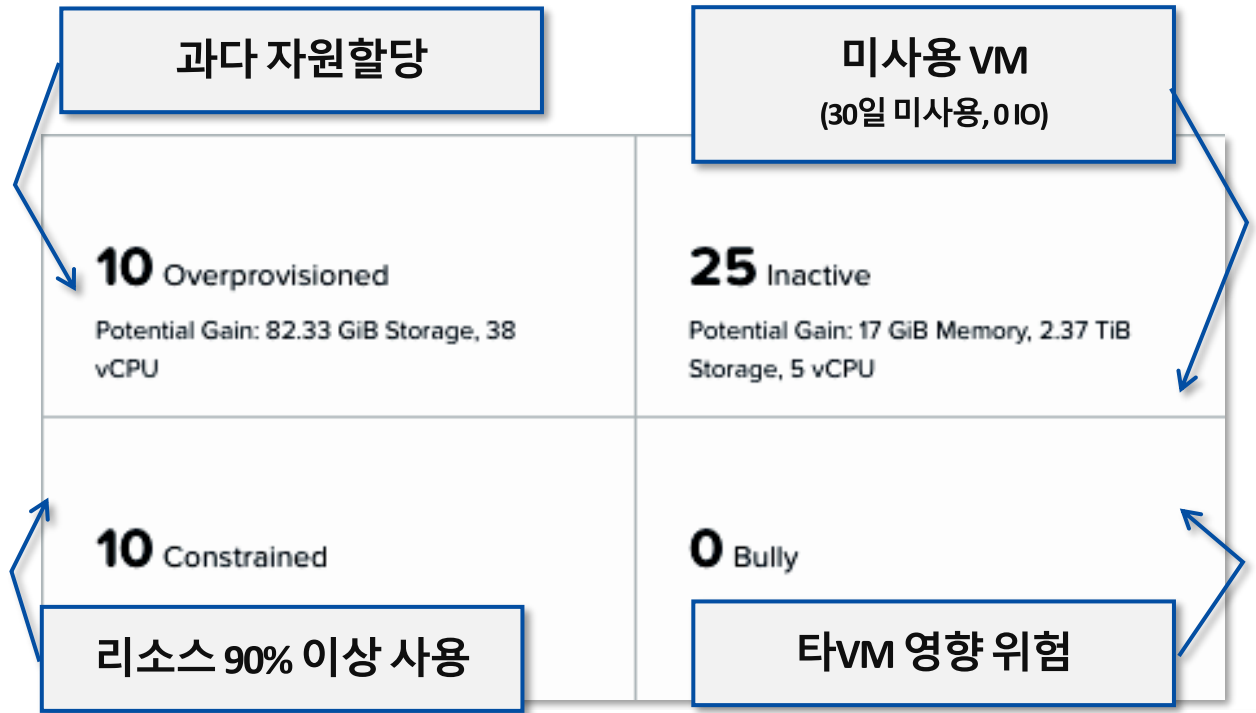 과다 자원할당
미사용 VM
(30일 미사용, 0 IO)
10 Overprovisioned
Potential Gain: 82.33 GiB Storage, 38
vCPU
25 Inactive
Potential Gain: 17 GiB Memory, 2.37 TiB
Storage, 5 vCPU
10 Constrained
0 Bully
리소스 90% 이상 사용
타VM 영향 위험